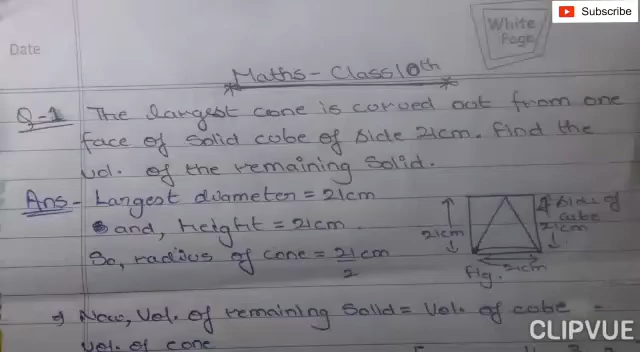 Subscribe
White Page
Date
Maths - Class 10th
Q-1 The largest cone is curved out from one
face of solid cube of side 21cm. Find the
vol. of the remaining solid.
Ans- Largest diameter = 21cm
and, height = 21cm.
So, radius of cone = 21/2 cm
21cm
side of cube 21cm
fig. 21cm
Now, Vol. of remaining Solid = Vol. of cube -
vol. of cone
CLIPVUE